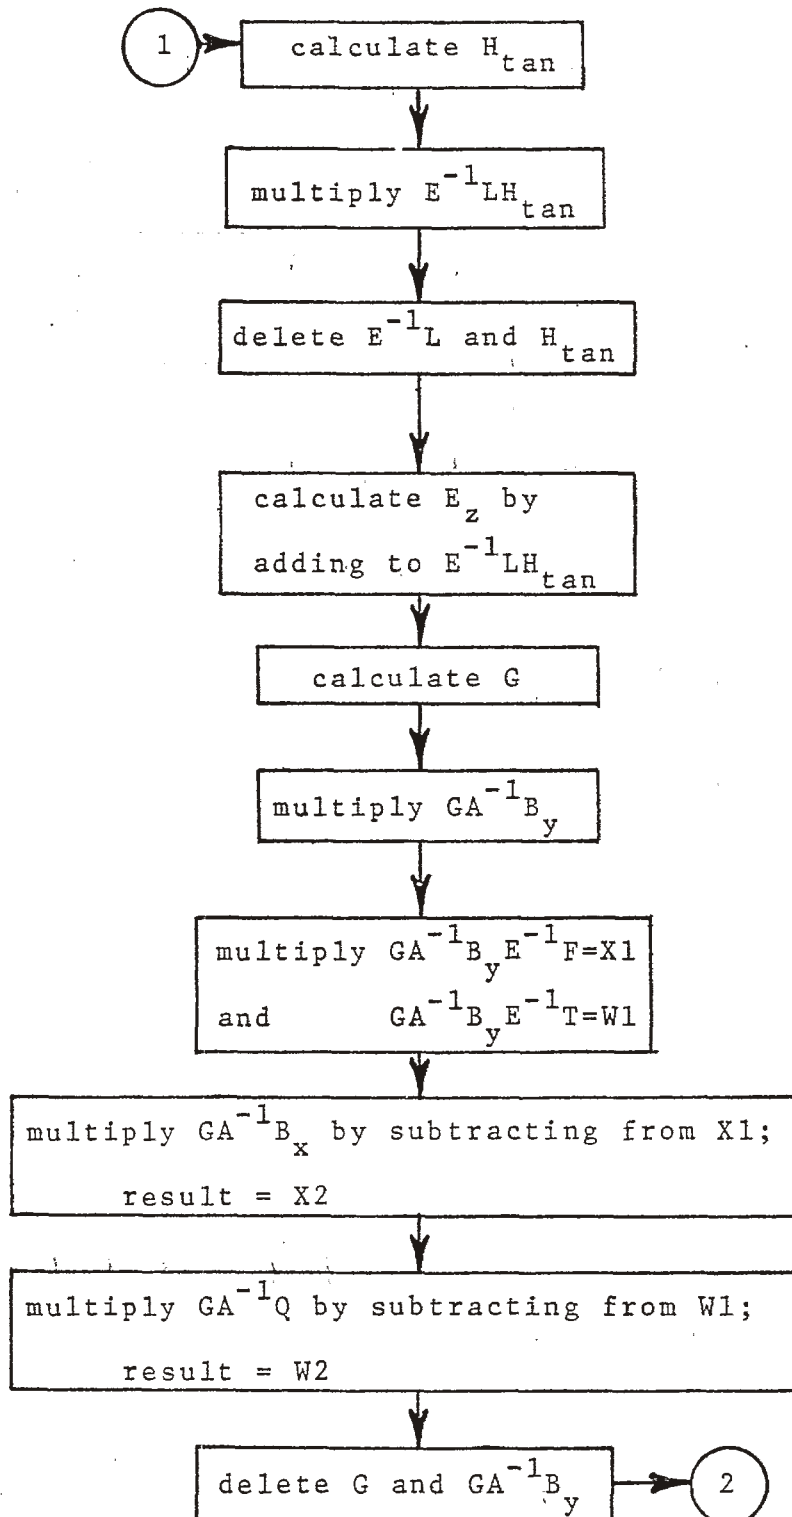 1
calculate H_tan
multiply E^-1LH_tan
delete E^-1L and H_tan
calculate E_z by
adding to E^-1LH_tan
calculate G
multiply GA^-1B_y
multiply GA^-1B_yE^-1F=X1
and GA^-1B_yE^-1T=W1
multiply GA^-1B_x by subtracting from X1;
result = X2
multiply GA^-1Q by subtracting from W1;
result = W2
delete G and GA^-1B_y
2